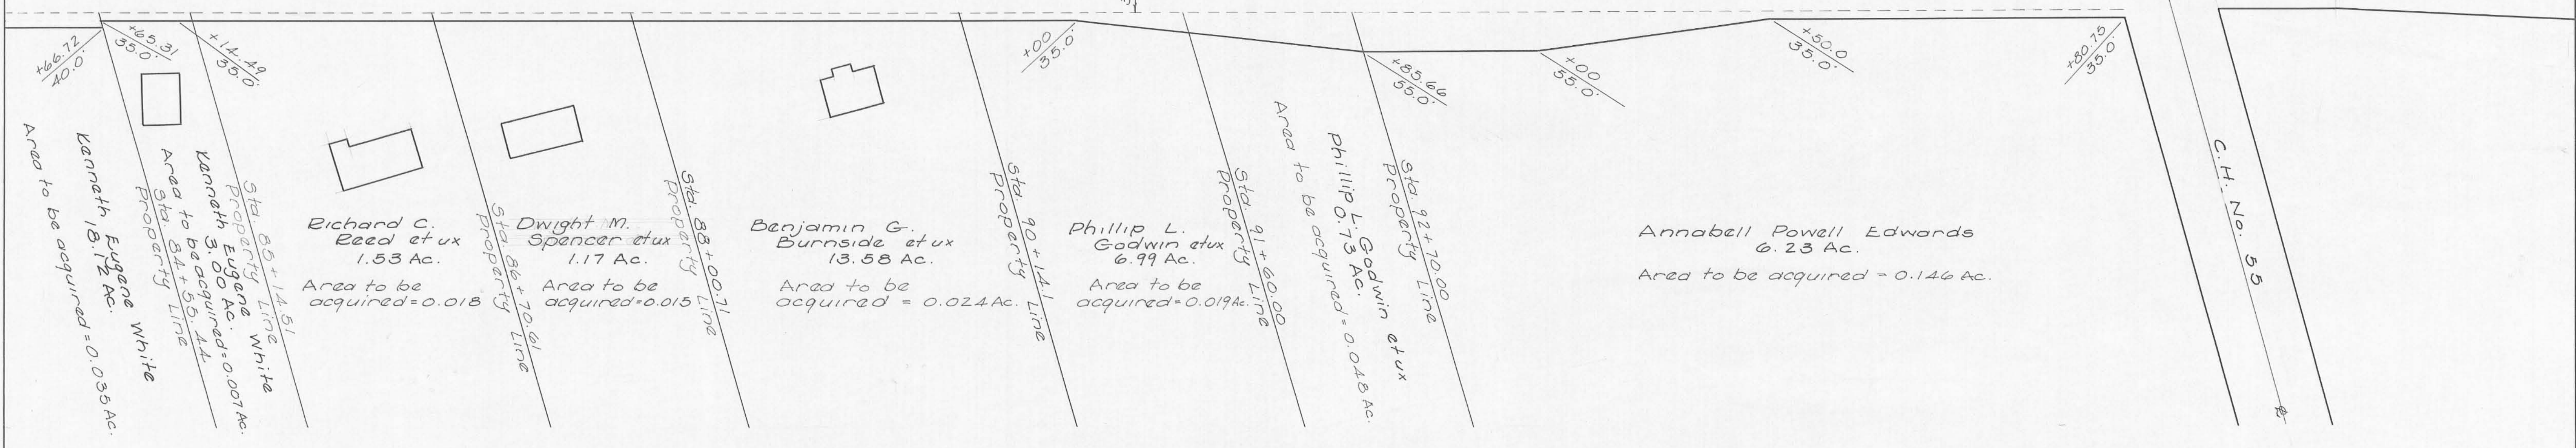 +66.72
40.0'
+65.31
35.0'
+14.49
35.0'
+00
35.0'
+85.66
55.0'
+00
55.0'
+50.0
35.0'
+80.75
35.0'
Area to be acquired = 0.035 Ac.
Kenneth Eugene White
18.12 Ac.
Property Line
Sta. 84+55.44
Area to be acquired = 0.007 Ac.
3.00 Ac.
Kenneth Eugene White
Property Line
Sta. 85+14.51
Richard C.
Reed et ux
1.53 Ac.
Area to be
acquired = 0.018
Property Line
Sta. 86+70.61
Dwight M.
Spencer et ux
1.17 Ac.
Area to be
acquired = 0.015
Property Line
Sta. 88+00.71
Benjamin G.
Burnside et ux
13.58 Ac.
Area to be
acquired = 0.024 Ac.
Property Line
Sta. 90+14.1
Phillip L.
Godwin et ux
6.99 Ac.
Area to be
acquired = 0.019 Ac.
Property Line
Sta. 91+60.00
Area to be acquired = 0.048 Ac.
0.73 Ac.
Phillip L. Godwin et ux
Property Line
Sta. 92+70.00
Annabell Powell Edwards
6.23 Ac.
Area to be acquired = 0.146 Ac.
C.H. No. 55